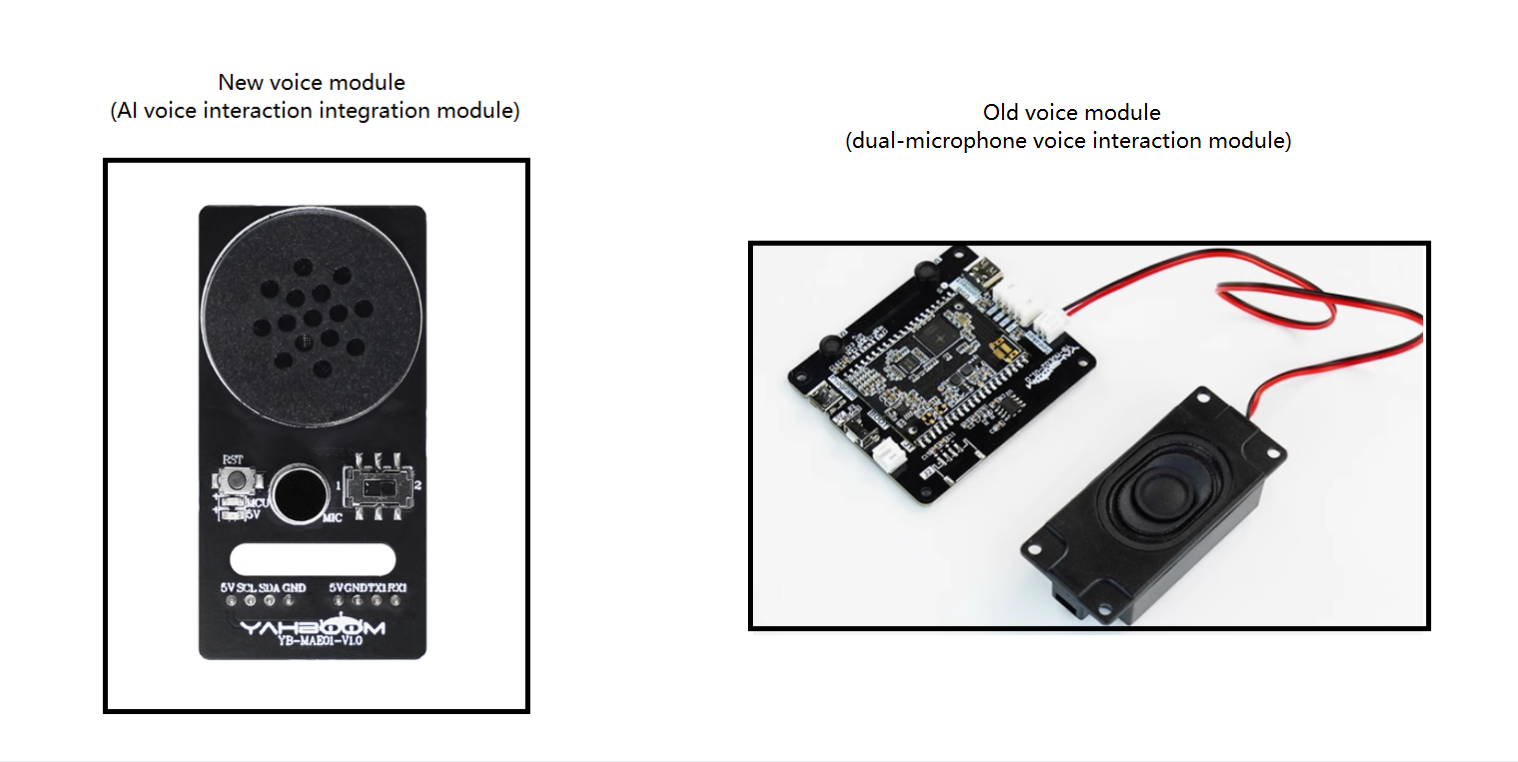 New voice module
(AI voice interaction integration module)
Old voice module
(dual-microphone voice interaction module)
RST
1
2
MCU
5V
MIC
5V SCL SDA GND
5V GND TX1 RX1
YAHBOOM
YB-MAE01-V1.0